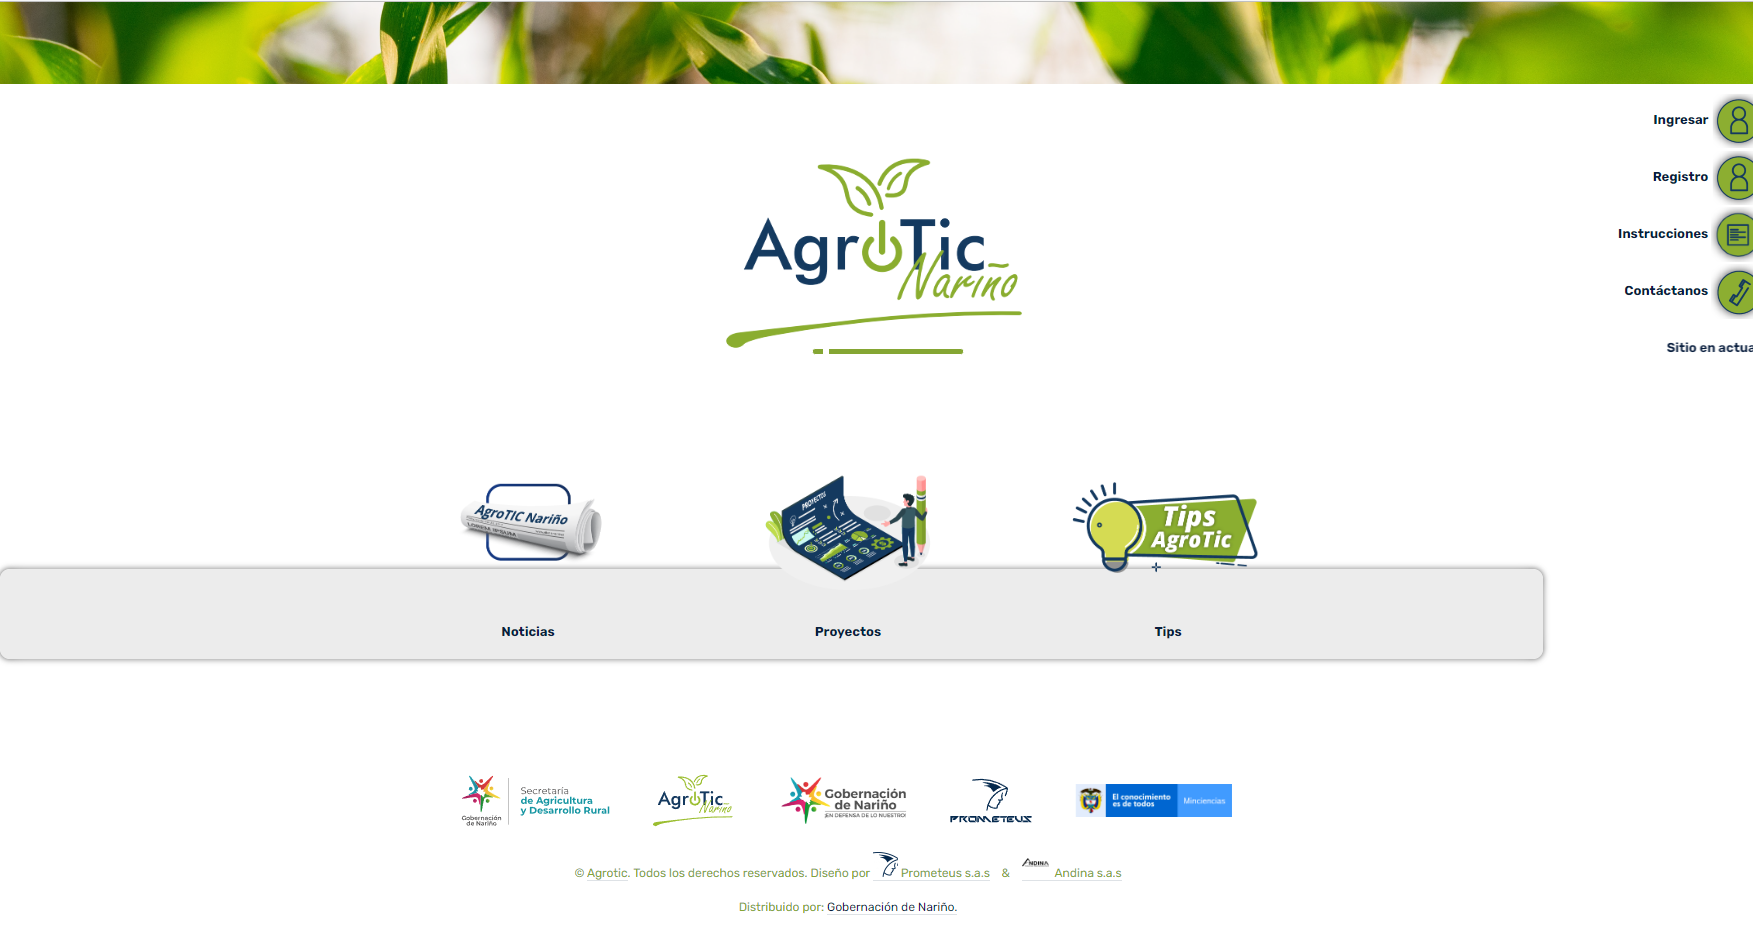 Ingresar
Registro
Instrucciones
Contáctanos
Sitio en actua
AgroTic
Nariño
AgroTIC Nariño
PROYECTOS
Tips
AgroTic
Noticias
Proyectos
Tips
Gobernación
de Nariño
Secretaría
de Agricultura
y Desarrollo Rural
AgroTic
Nariño
Gobernación
de Nariño
¡EN DEFENSA DE LO NUESTRO!
PROMETEUS
El conocimiento
es de todos
Minciencias
© Agrotic. Todos los derechos reservados. Diseño por Prometeus s.a.s & ANDINA Andina s.a.s
Distribuido por: Gobernación de Nariño.